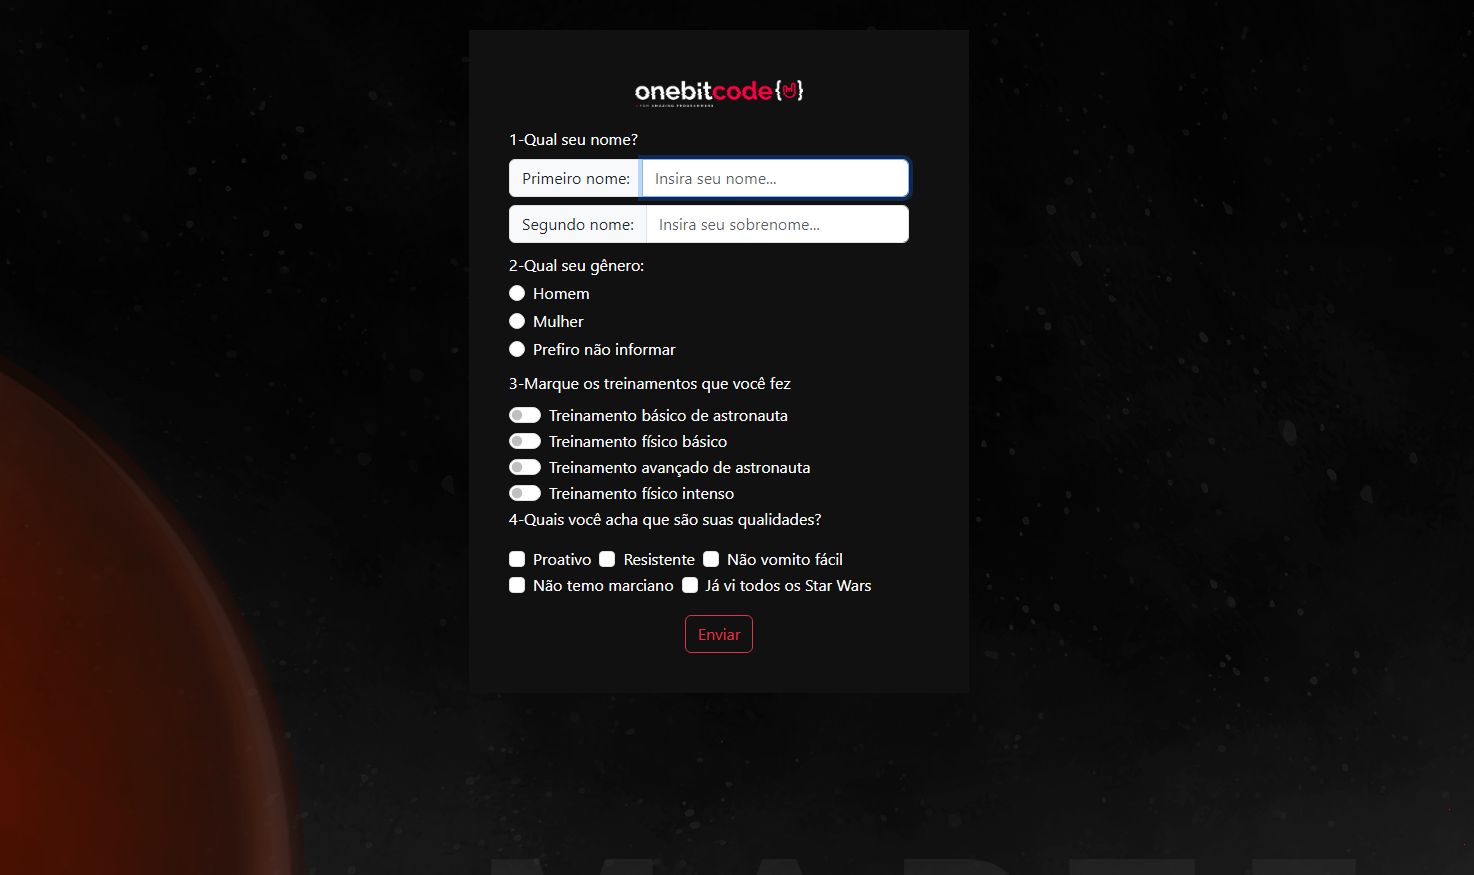 onebitcode{}
1-Qual seu nome?
Primeiro nome: Insira seu nome...
Segundo nome: Insira seu sobrenome...
2-Qual seu gênero:
Homem
Mulher
Prefiro não informar
3-Marque os treinamentos que você fez
Treinamento básico de astronauta
Treinamento físico básico
Treinamento avançado de astronauta
Treinamento físico intenso
4-Quais você acha que são suas qualidades?
Proativo Resistente Não vomito fácil
Não temo marciano Já vi todos os Star Wars
Enviar